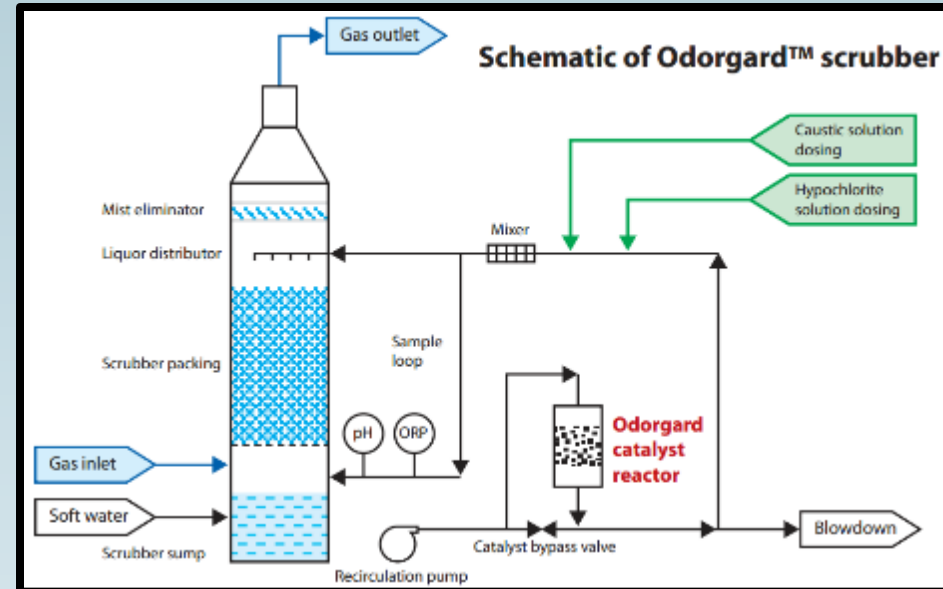 Gas outlet
Schematic of Odorgard™ scrubber
Caustic solution
dosing
Hypochlorite
solution dosing
Mist eliminator
Mixer
Liquor distributor
Sample
loop
Scrubber packing
pH
ORP
Odorgard
catalyst
reactor
Gas inlet
Soft water
Scrubber sump
Catalyst bypass valve
Blowdown
Recirculation pump